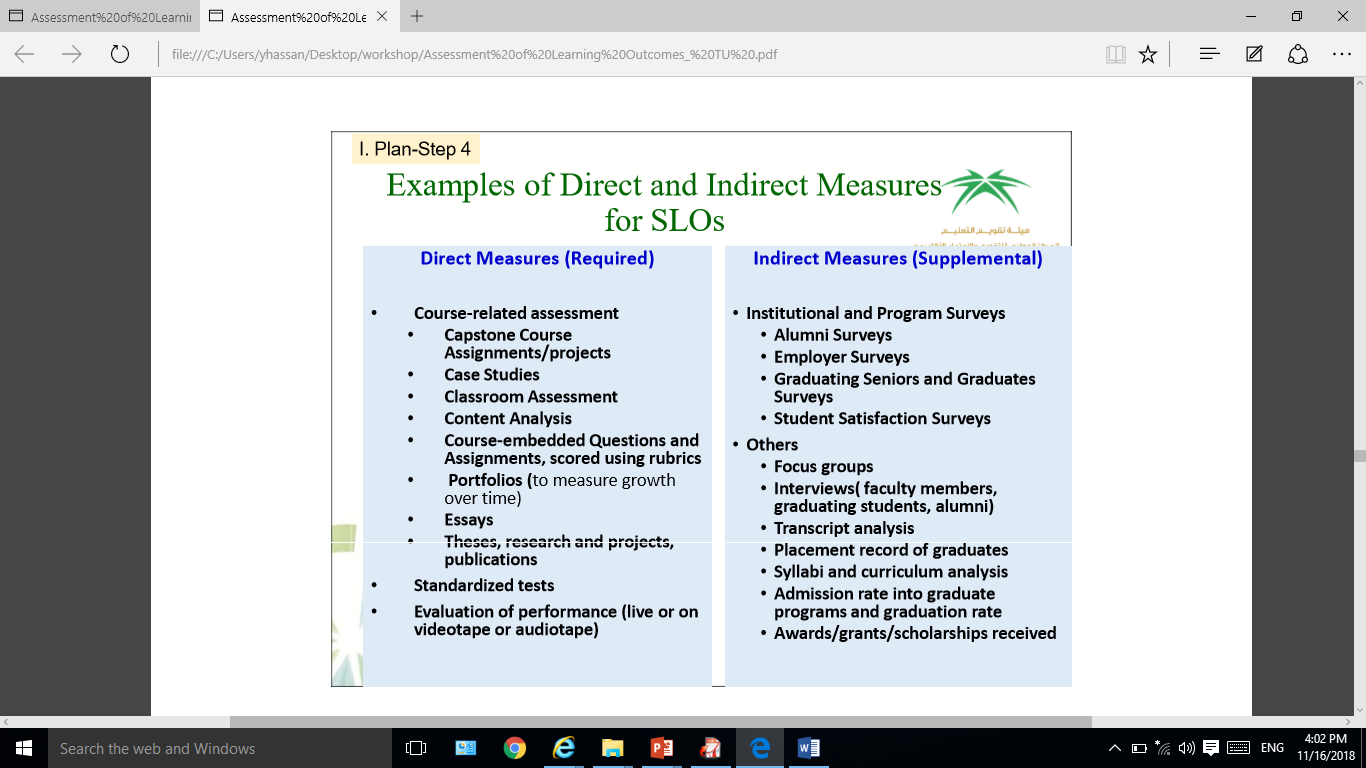 Assessment%20of%20Learni
Assessment%20of%20Le
file:///C:/Users/yhassan/Desktop/workshop/Assessment%20of%20Learning%20Outcomes_%20TU%20.pdf
I. Plan-Step 4
Examples of Direct and Indirect Measures
for SLOs
هيئة تقويم التعليم
Direct Measures (Required)
• Course-related assessment
• Capstone Course
Assignments/projects
• Case Studies
• Classroom Assessment
• Content Analysis
• Course-embedded Questions and
Assignments, scored using rubrics
• Portfolios (to measure growth
over time)
• Essays
• Theses, research and projects,
publications
• Standardized tests
• Evaluation of performance (live or on
videotape or audiotape)
Indirect Measures (Supplemental)
• Institutional and Program Surveys
• Alumni Surveys
• Employer Surveys
• Graduating Seniors and Graduates
Surveys
• Student Satisfaction Surveys
• Others
• Focus groups
• Interviews( faculty members,
graduating students, alumni)
• Transcript analysis
• Placement record of graduates
• Syllabi and curriculum analysis
• Admission rate into graduate
programs and graduation rate
• Awards/grants/scholarships received
Search the web and Windows
ENG
4:02 PM
11/16/2018